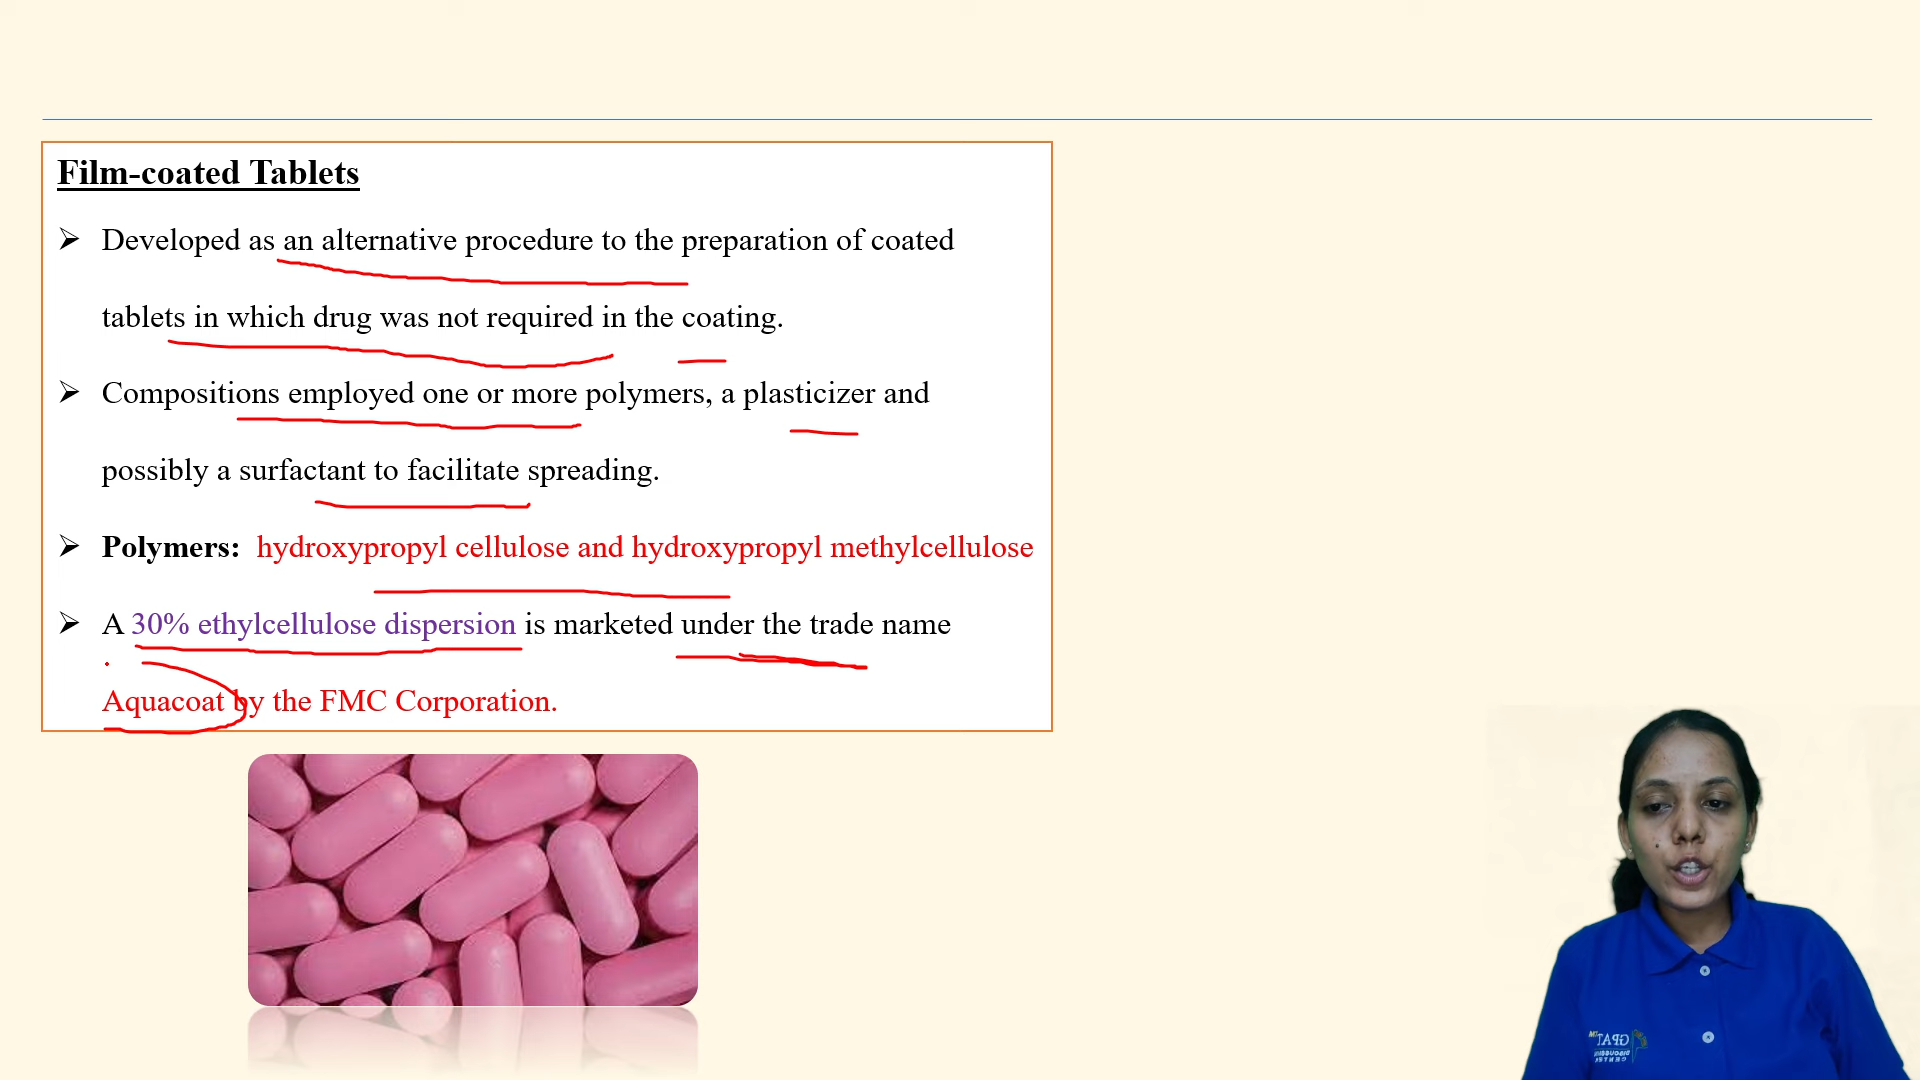 Film-coated Tablets
➢ Developed as an alternative procedure to the preparation of coated
tablets in which drug was not required in the coating.
➢ Compositions employed one or more polymers, a plasticizer and
possibly a surfactant to facilitate spreading.
➢ Polymers: hydroxypropyl cellulose and hydroxypropyl methylcellulose
➢ A 30% ethylcellulose dispersion is marketed under the trade name
Aquacoat by the FMC Corporation.
GPAT